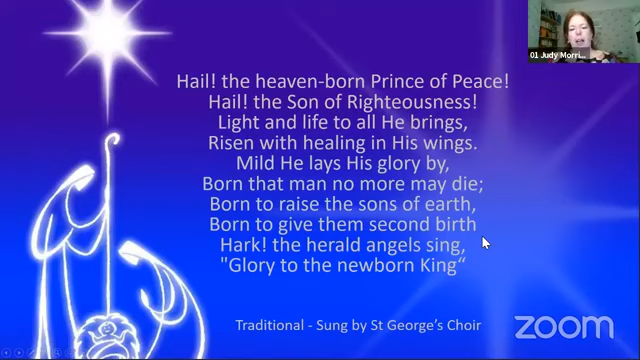 01 Judy Morri...
Hail! the heaven-born Prince of Peace!
Hail! the Son of Righteousness!
Light and life to all He brings,
Risen with healing in His wings.
Mild He lays His glory by,
Born that man no more may die;
Born to raise the sons of earth,
Born to give them second birth
Hark! the herald angels sing,
"Glory to the newborn King“
Traditional - Sung by St George’s Choir
zoom